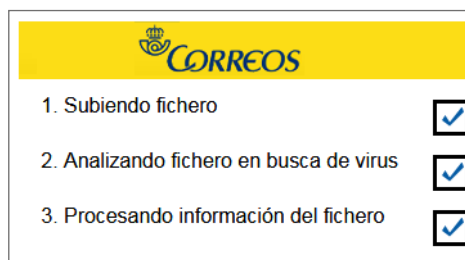 CORREOS
1. Subiendo fichero
2. Analizando fichero en busca de virus
3. Procesando información del fichero